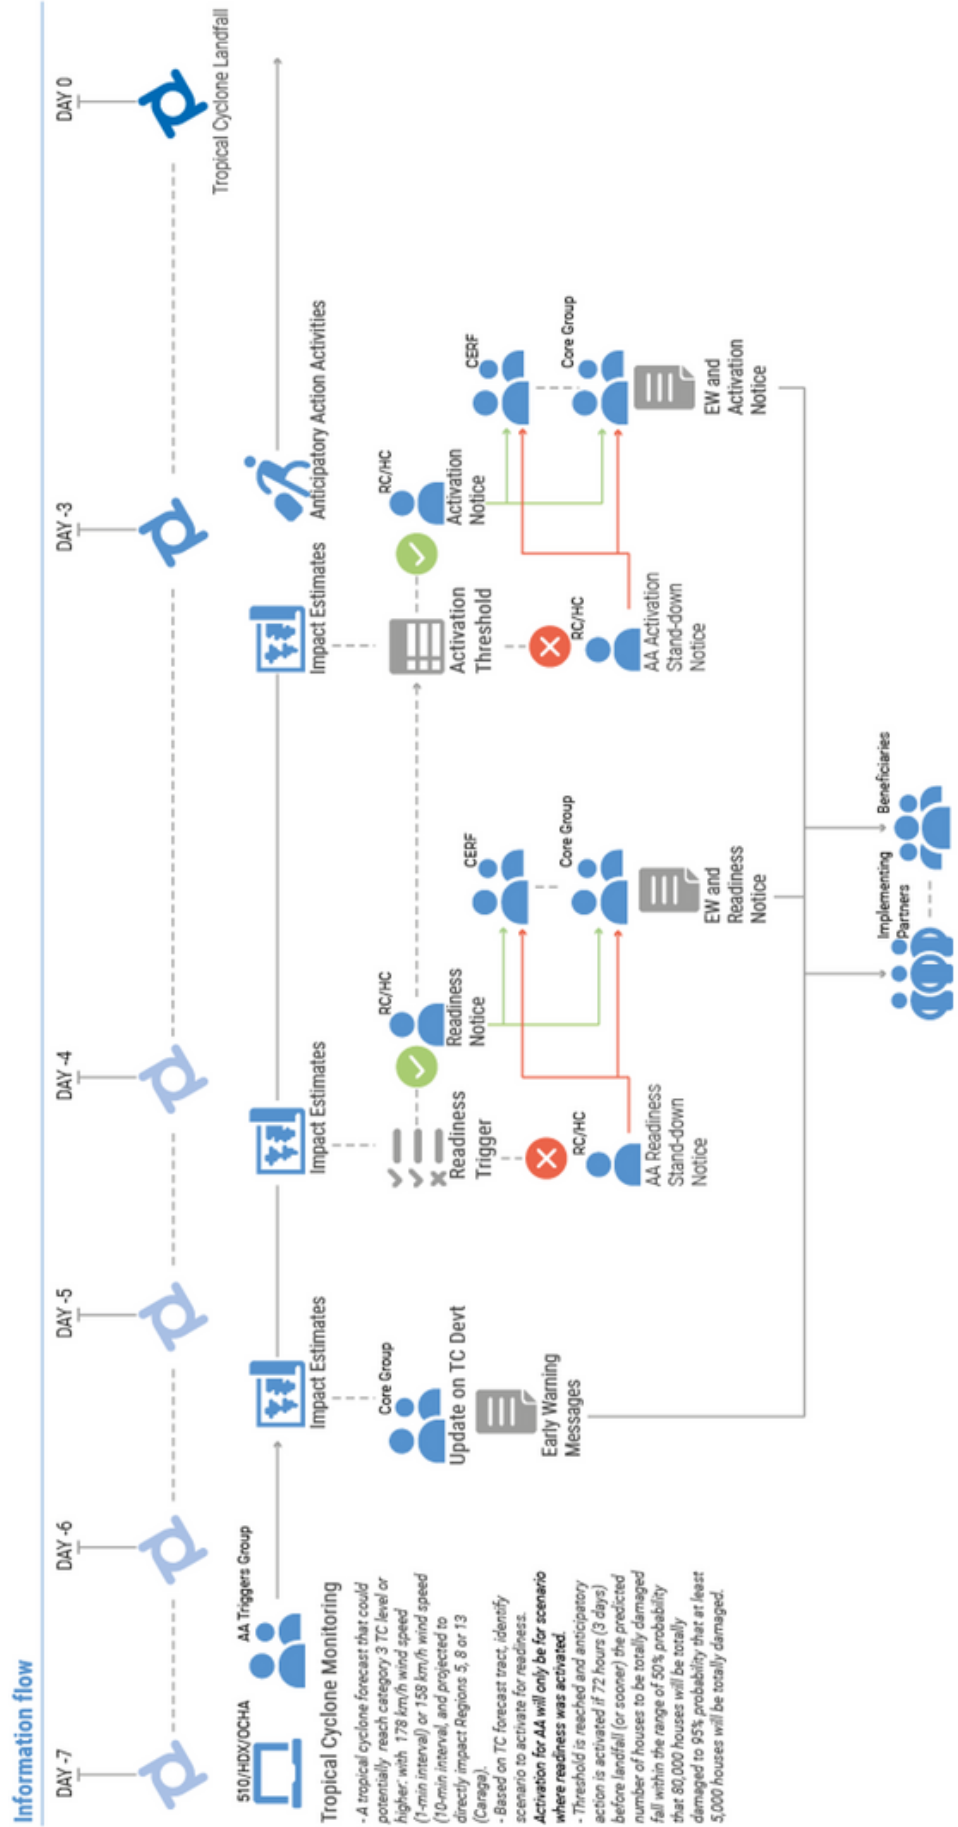 Information flow
DAY -7
DAY -6
DAY -5
DAY -4
DAY -3
DAY 0
Tropical Cyclone Landfall
510/HDX/OCHA
AA Triggers Group
Tropical Cyclone Monitoring
- A tropical cyclone forecast that could
potentially reach category 3 TC level or
higher: with 178 km/h wind speed
(1-min interval) or 158 km/h wind speed
(10-min interval, and projected to
directly impact Regions 5, 8 or 13
(Caraga).
- Based on TC forecast tract, identify
scenario to activate for readiness.
Activation for AA will only be for scenario
where readiness was activated.
- Threshold is reached and anticipatory
action is activated if 72 hours (3 days)
before landfall (or sooner) the predicted
number of houses to be totally damaged
fall within the range of 50% probability
that 80,000 houses will be totally
damaged to 95% probability that at least
5,000 houses will be totally damaged.
Impact Estimates
Core Group
Update on TC Devt
Early Warning
Messages
Impact Estimates
Readiness
Trigger
RC/HC
Readiness
Notice
RC/HC
AA Readiness
Stand-down
Notice
CERF
Core Group
EW and
Readiness
Notice
Impact Estimates
Activation
Threshold
RC/HC
Activation
Notice
RC/HC
AA Activation
Stand-down
Notice
Anticipatory Action Activities
CERF
Core Group
EW and
Activation
Notice
Implementing
Partners
Beneficiaries